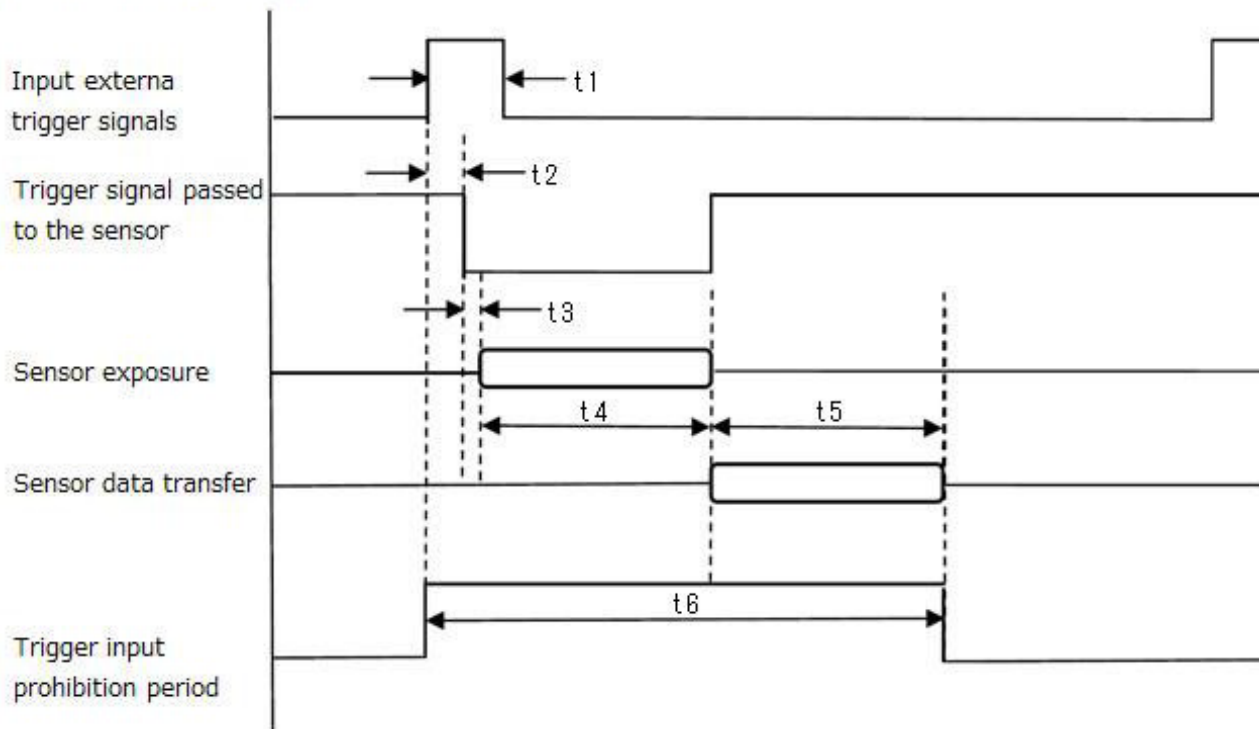 Input externa
trigger signals
t1
Trigger signal passed
to the sensor
t2
t3
Sensor exposure
t4
t5
Sensor data transfer
t6
Trigger input
prohibition period